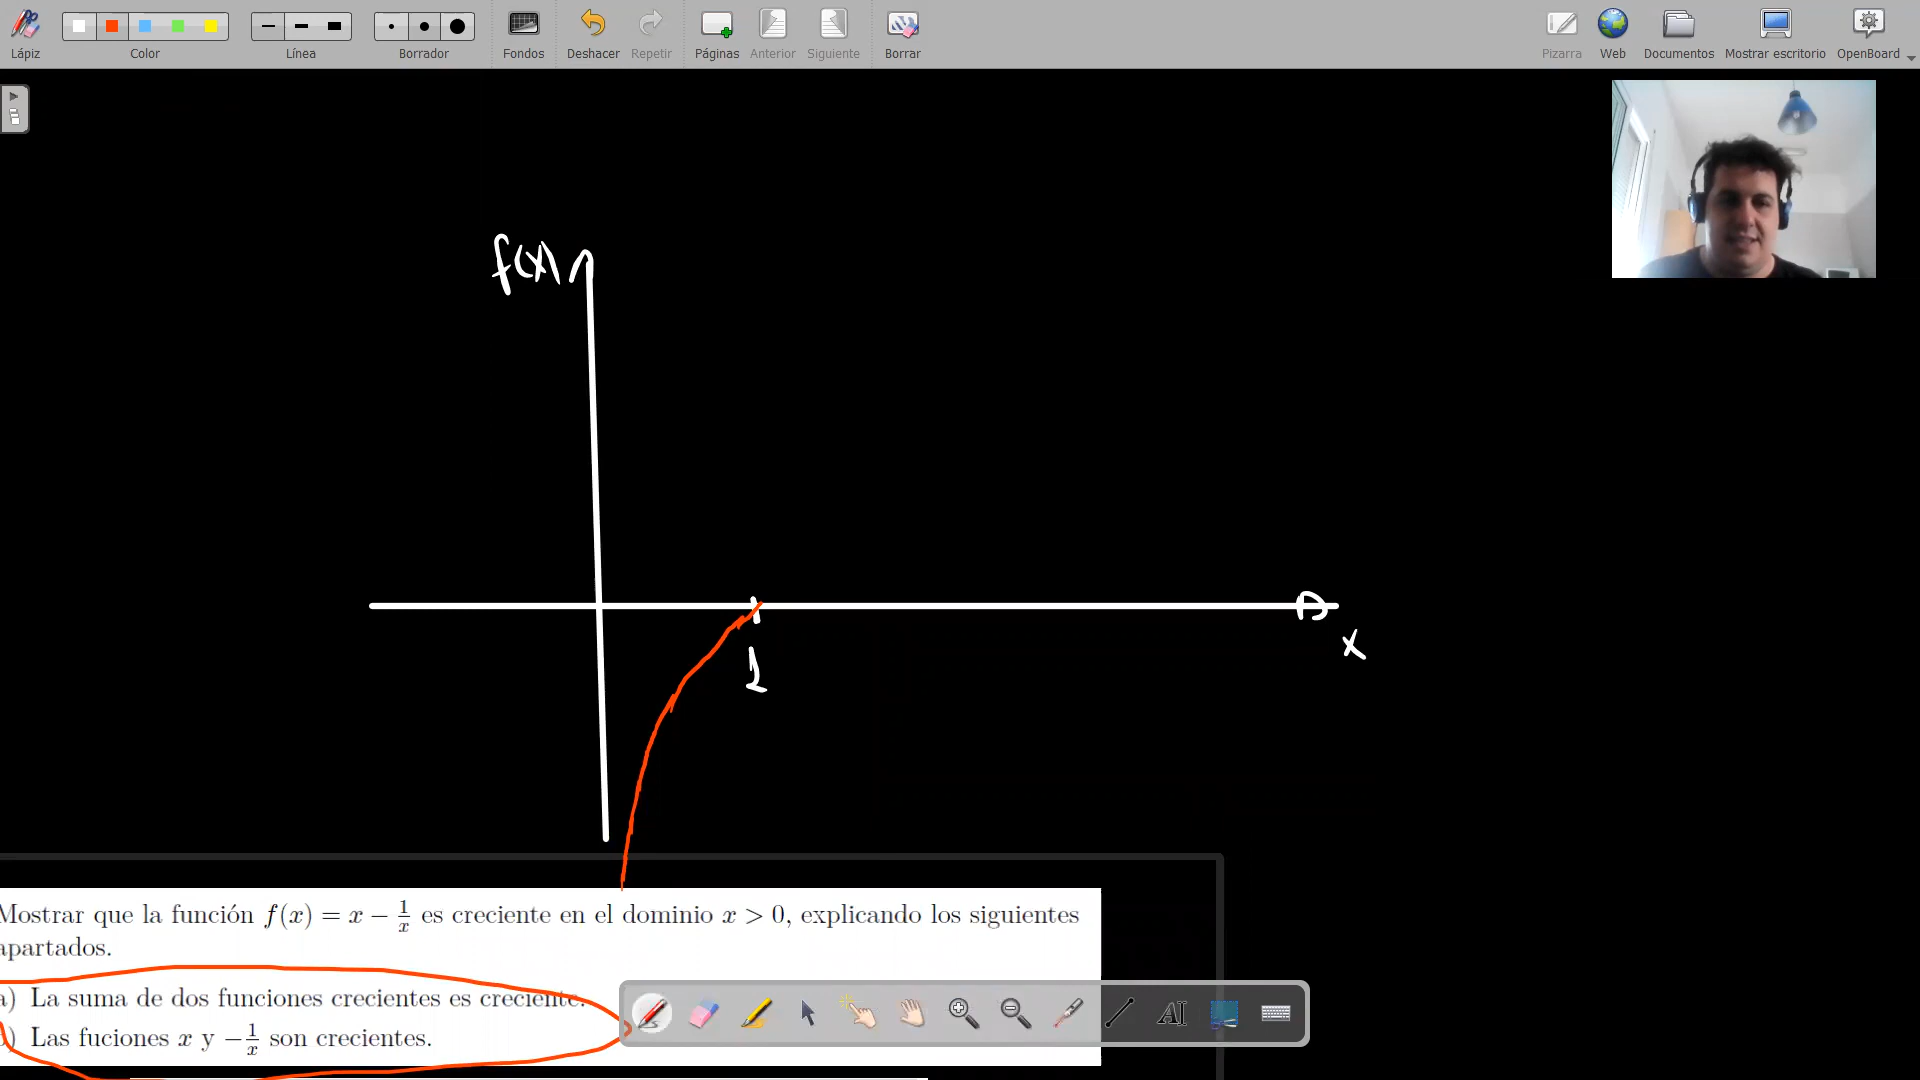 Lápiz Color Línea Borrador Fondos Deshacer Repetir Páginas Anterior Siguiente Borrar Pizarra Web Documentos Mostrar escritorio OpenBoard
f(x)
x
1
Mostrar que la función f(x) = x − 1/x es creciente en el dominio x > 0, explicando los siguientes
apartados.
a) La suma de dos funciones crecientes es creciente.
) Las fuciones x y −1/x son crecientes.
AI